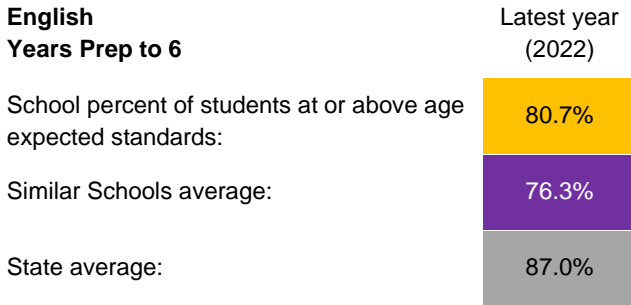 English
Years Prep to 6
Latest year
(2022)
School percent of students at or above age
expected standards:
80.7%
Similar Schools average:
76.3%
State average:
87.0%